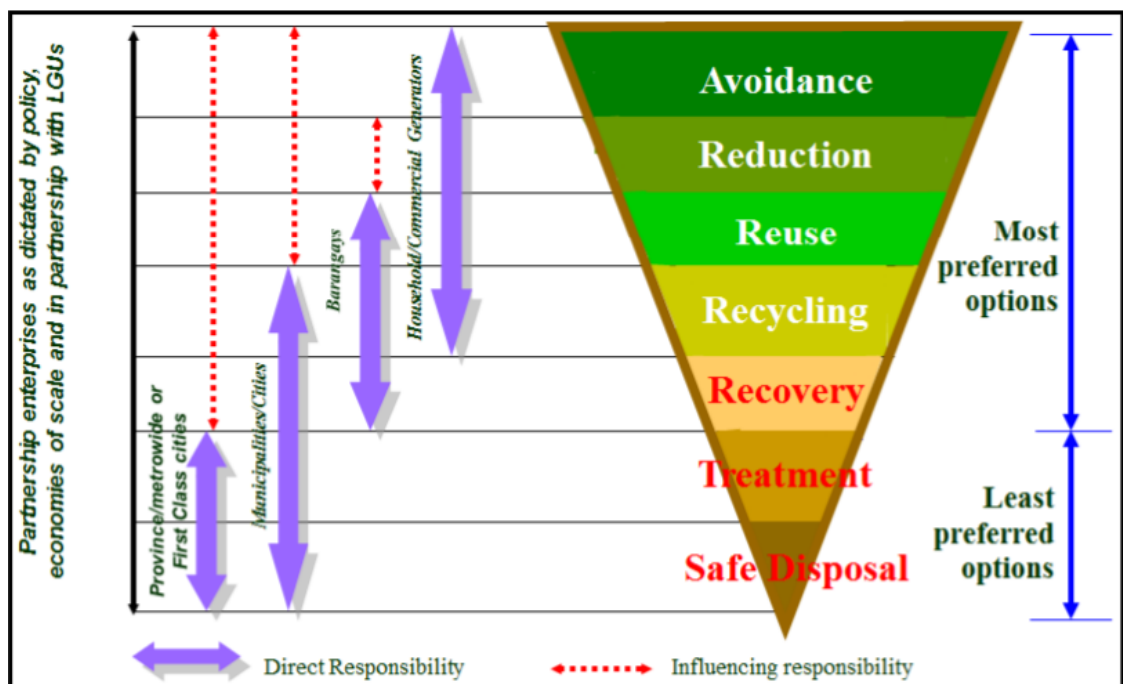 Partnership enterprises as dictated by policy,
economies of scale and in partnership with LGUs
Province/metrowide or
First Class cities
Municipalities/Cities
Barangays
Household/Commercial Generators
Avoidance
Reduction
Reuse
Recycling
Recovery
Treatment
Safe Disposal
Most
preferred
options
Least
preferred
options
Direct Responsibility
Influencing responsibility